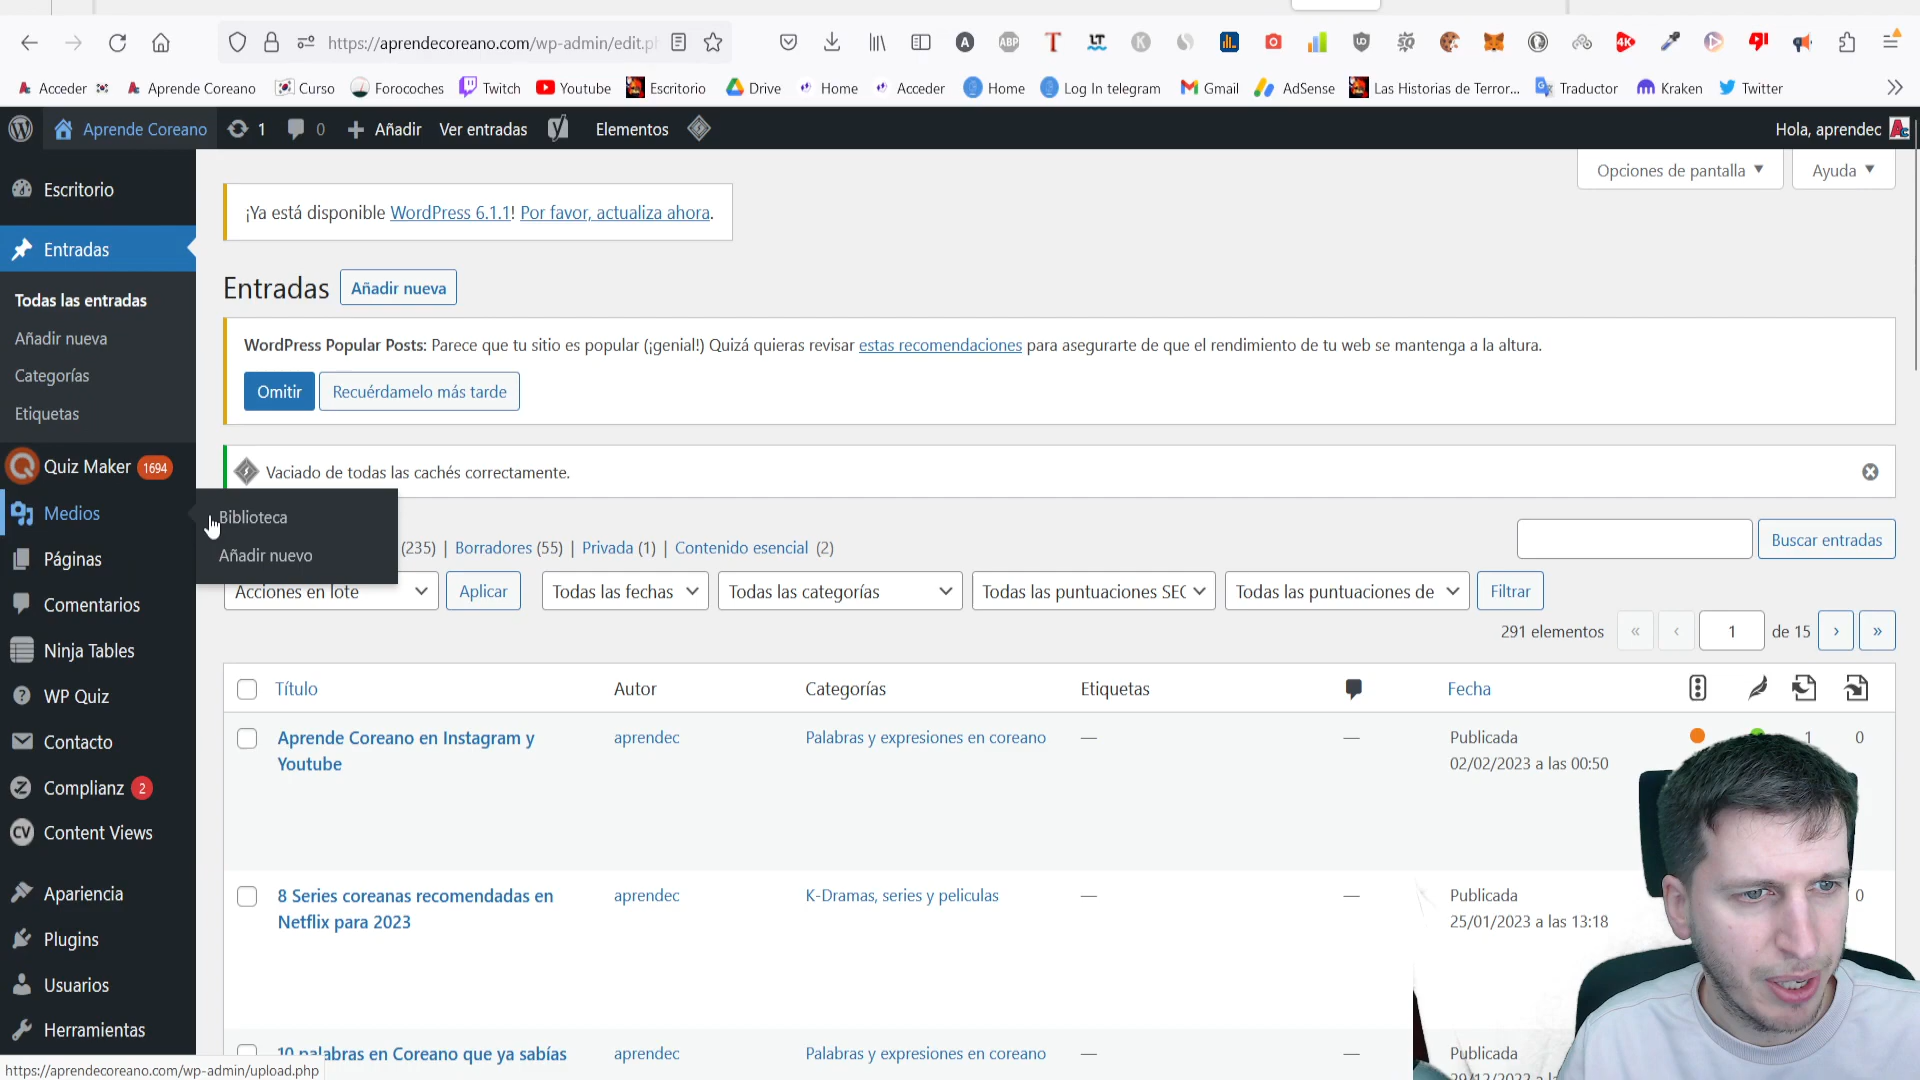 https://aprendecoreano.com/wp-admin/edit.p
Acceder
Aprende Coreano
Curso
Forocoches
Twitch
Youtube
Escritorio
Drive
Home
Acceder
Home
Log In telegram
Gmail
AdSense
Las Historias de Terror...
Traductor
Kraken
Twitter
Aprende Coreano
1
0
Añadir
Ver entradas
Elementos
Hola, aprendec
Opciones de pantalla
Ayuda
Escritorio
Entradas
Todas las entradas
Añadir nueva
Categorías
Etiquetas
Quiz Maker 1694
Medios
Biblioteca
Añadir nuevo
Páginas
Comentarios
Ninja Tables
WP Quiz
Contacto
Complianz 2
Content Views
Apariencia
Plugins
Usuarios
Herramientas
¡Ya está disponible WordPress 6.1.1! Por favor, actualiza ahora.
Entradas Añadir nueva
WordPress Popular Posts: Parece que tu sitio es popular (¡genial!) Quizá quieras revisar estas recomendaciones para asegurarte de que el rendimiento de tu web se mantenga a la altura.
Omitir
Recuérdamelo más tarde
Vaciado de todas las cachés correctamente.
(235) | Borradores (55) | Privada (1) | Contenido esencial (2)
Buscar entradas
Acciones en lote
Aplicar
Todas las fechas
Todas las categorías
Todas las puntuaciones SEC
Todas las puntuaciones de
Filtrar
291 elementos « ‹ 1 de 15 › »
Título Autor Categorías Etiquetas Fecha
Aprende Coreano en Instagram y
Youtube
aprendec
Palabras y expresiones en coreano
—
—
Publicada
02/02/2023 a las 00:50
1
0
8 Series coreanas recomendadas en
Netflix para 2023
aprendec
K-Dramas, series y peliculas
—
—
Publicada
25/01/2023 a las 13:18
0
10 palabras en Coreano que ya sabías
aprendec
Palabras y expresiones en coreano
—
—
Publicada
https://aprendecoreano.com/wp-admin/upload.php